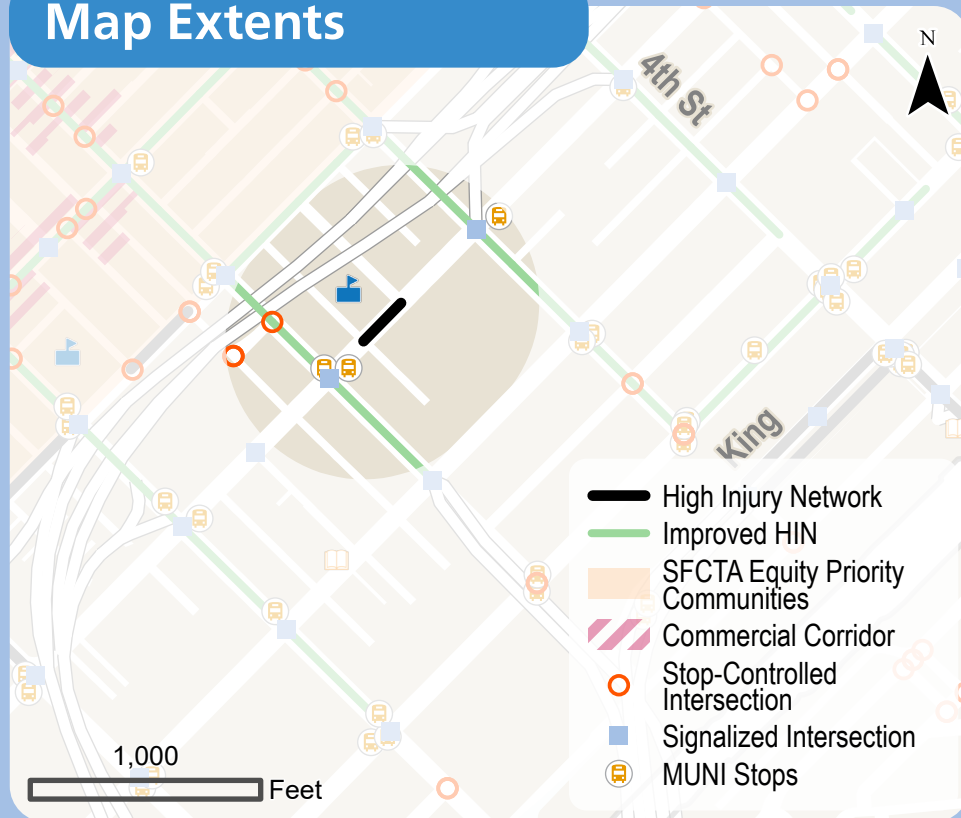 Map Extents
N
4th St
King
High Injury Network
Improved HIN
SFCTA Equity Priority
Communities
Commercial Corridor
Stop-Controlled
Intersection
Signalized Intersection
MUNI Stops
1,000
Feet